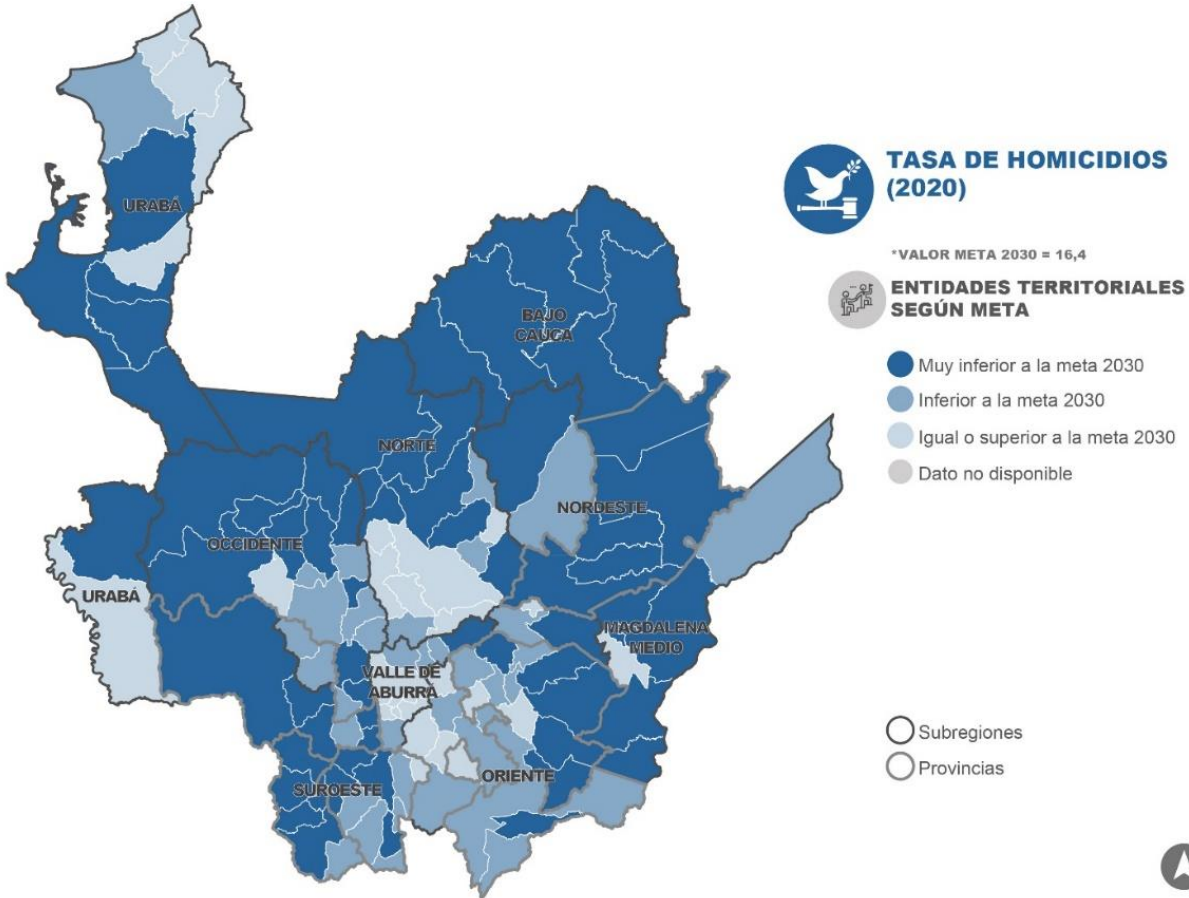 TASA DE HOMICIDIOS
(2020)
*VALOR META 2030 = 16,4
ENTIDADES TERRITORIALES
SEGÚN META
Muy inferior a la meta 2030
Inferior a la meta 2030
Igual o superior a la meta 2030
Dato no disponible
Subregiones
Provincias
URABÁ
BAJO
CAUCA
NORTE
NORDESTE
OCCIDENTE
URABÁ
MAGDALENA
MEDIO
VALLE DE
ABURRÁ
SUROESTE
ORIENTE